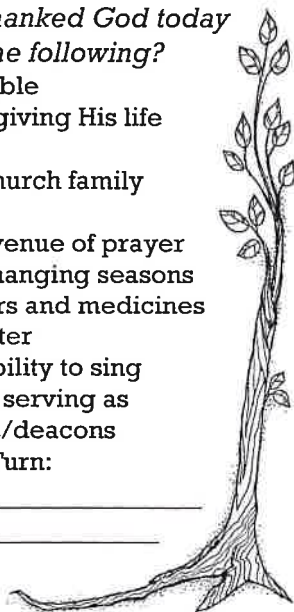 hanked God today
he following?
ble
giving His life
hurch family
venue of prayer
hanging seasons
rs and medicines
ter
bility to sing
serving as
/deacons
Turn: